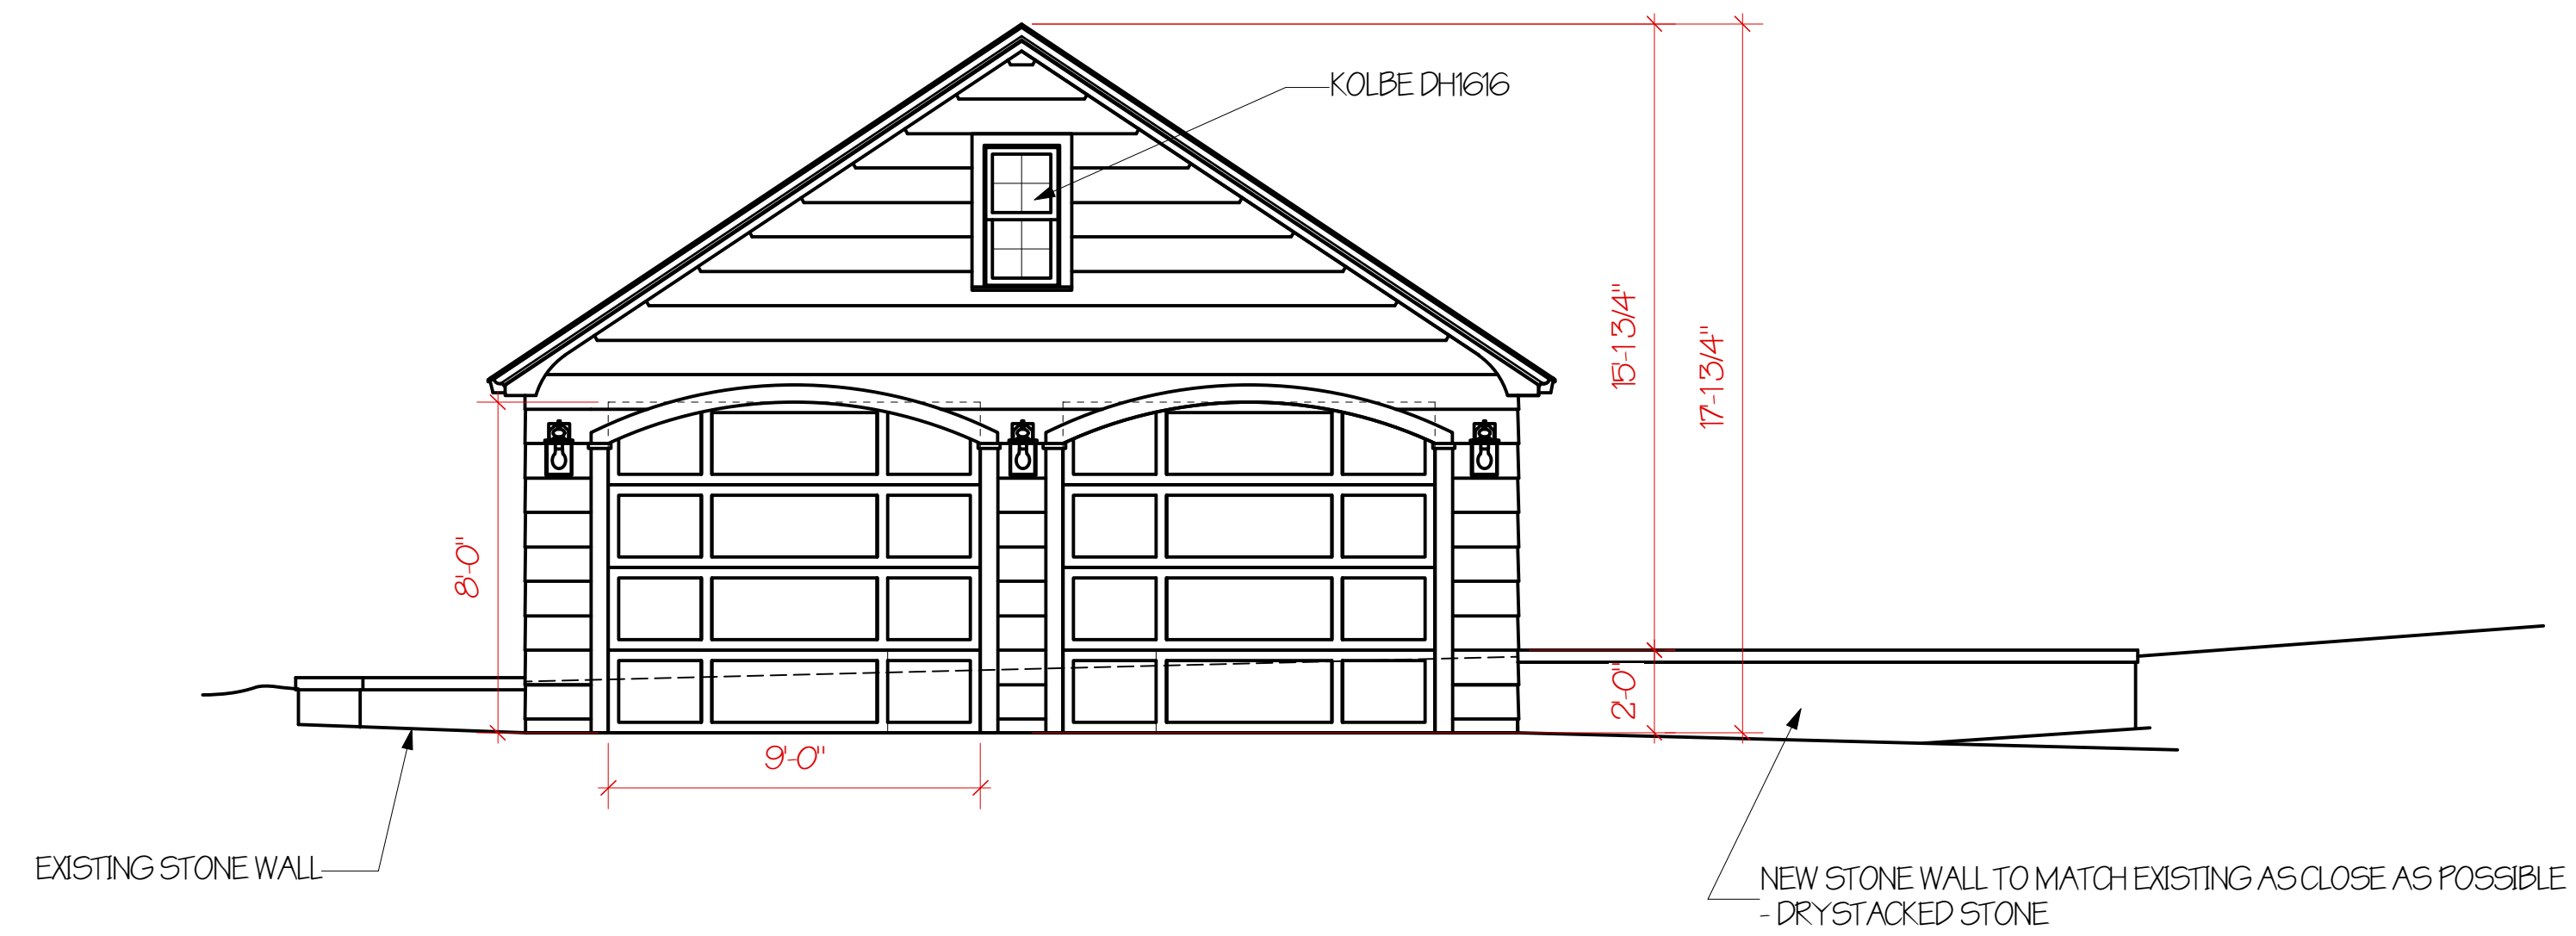 KOLBE DH1616
15'-1 3/4"
17'-1 3/4"
8'-0"
2'-0"
9'-0"
EXISTING STONE WALL
NEW STONE WALL TO MATCH EXISTING AS CLOSE AS POSSIBLE
- DRYSTACKED STONE